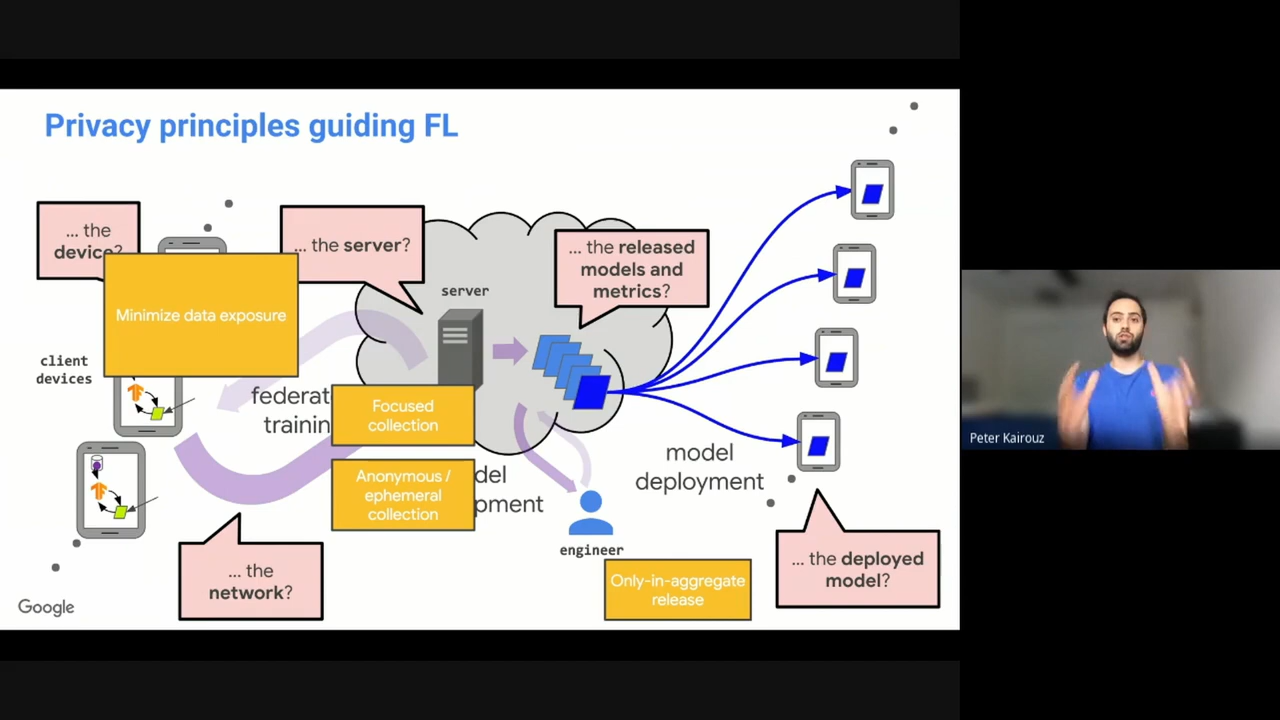 Privacy principles guiding FL
... the
device?
... the server?
... the released
models and
metrics?
Minimize data exposure
server
client
devices
federat
trainin
Focused
collection
Anonymous /
ephemeral
collection
del
pment
model
deployment
engineer
... the
network?
Only-in-aggregate
release
... the deployed
model?
Google
Peter Kairouz